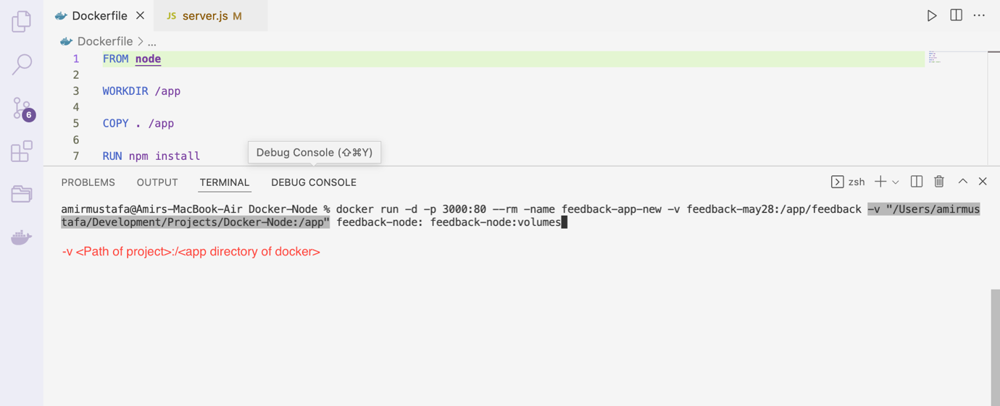 Dockerfile
JS server.js M
Dockerfile > ...
1 FROM node
2
3 WORKDIR /app
4
5 COPY . /app
6
6
7 RUN npm install
Debug Console (⇧⌘Y)
PROBLEMS OUTPUT TERMINAL DEBUG CONSOLE zsh
amirmustafa@Amirs-MacBook-Air Docker-Node % docker run -d -p 3000:80 --rm -name feedback-app-new -v feedback-may28:/app/feedback -v "/Users/amirmus
tafa/Development/Projects/Docker-Node:/app" feedback-node: feedback-node:volumes
-v <Path of project>:/<app directory of docker>